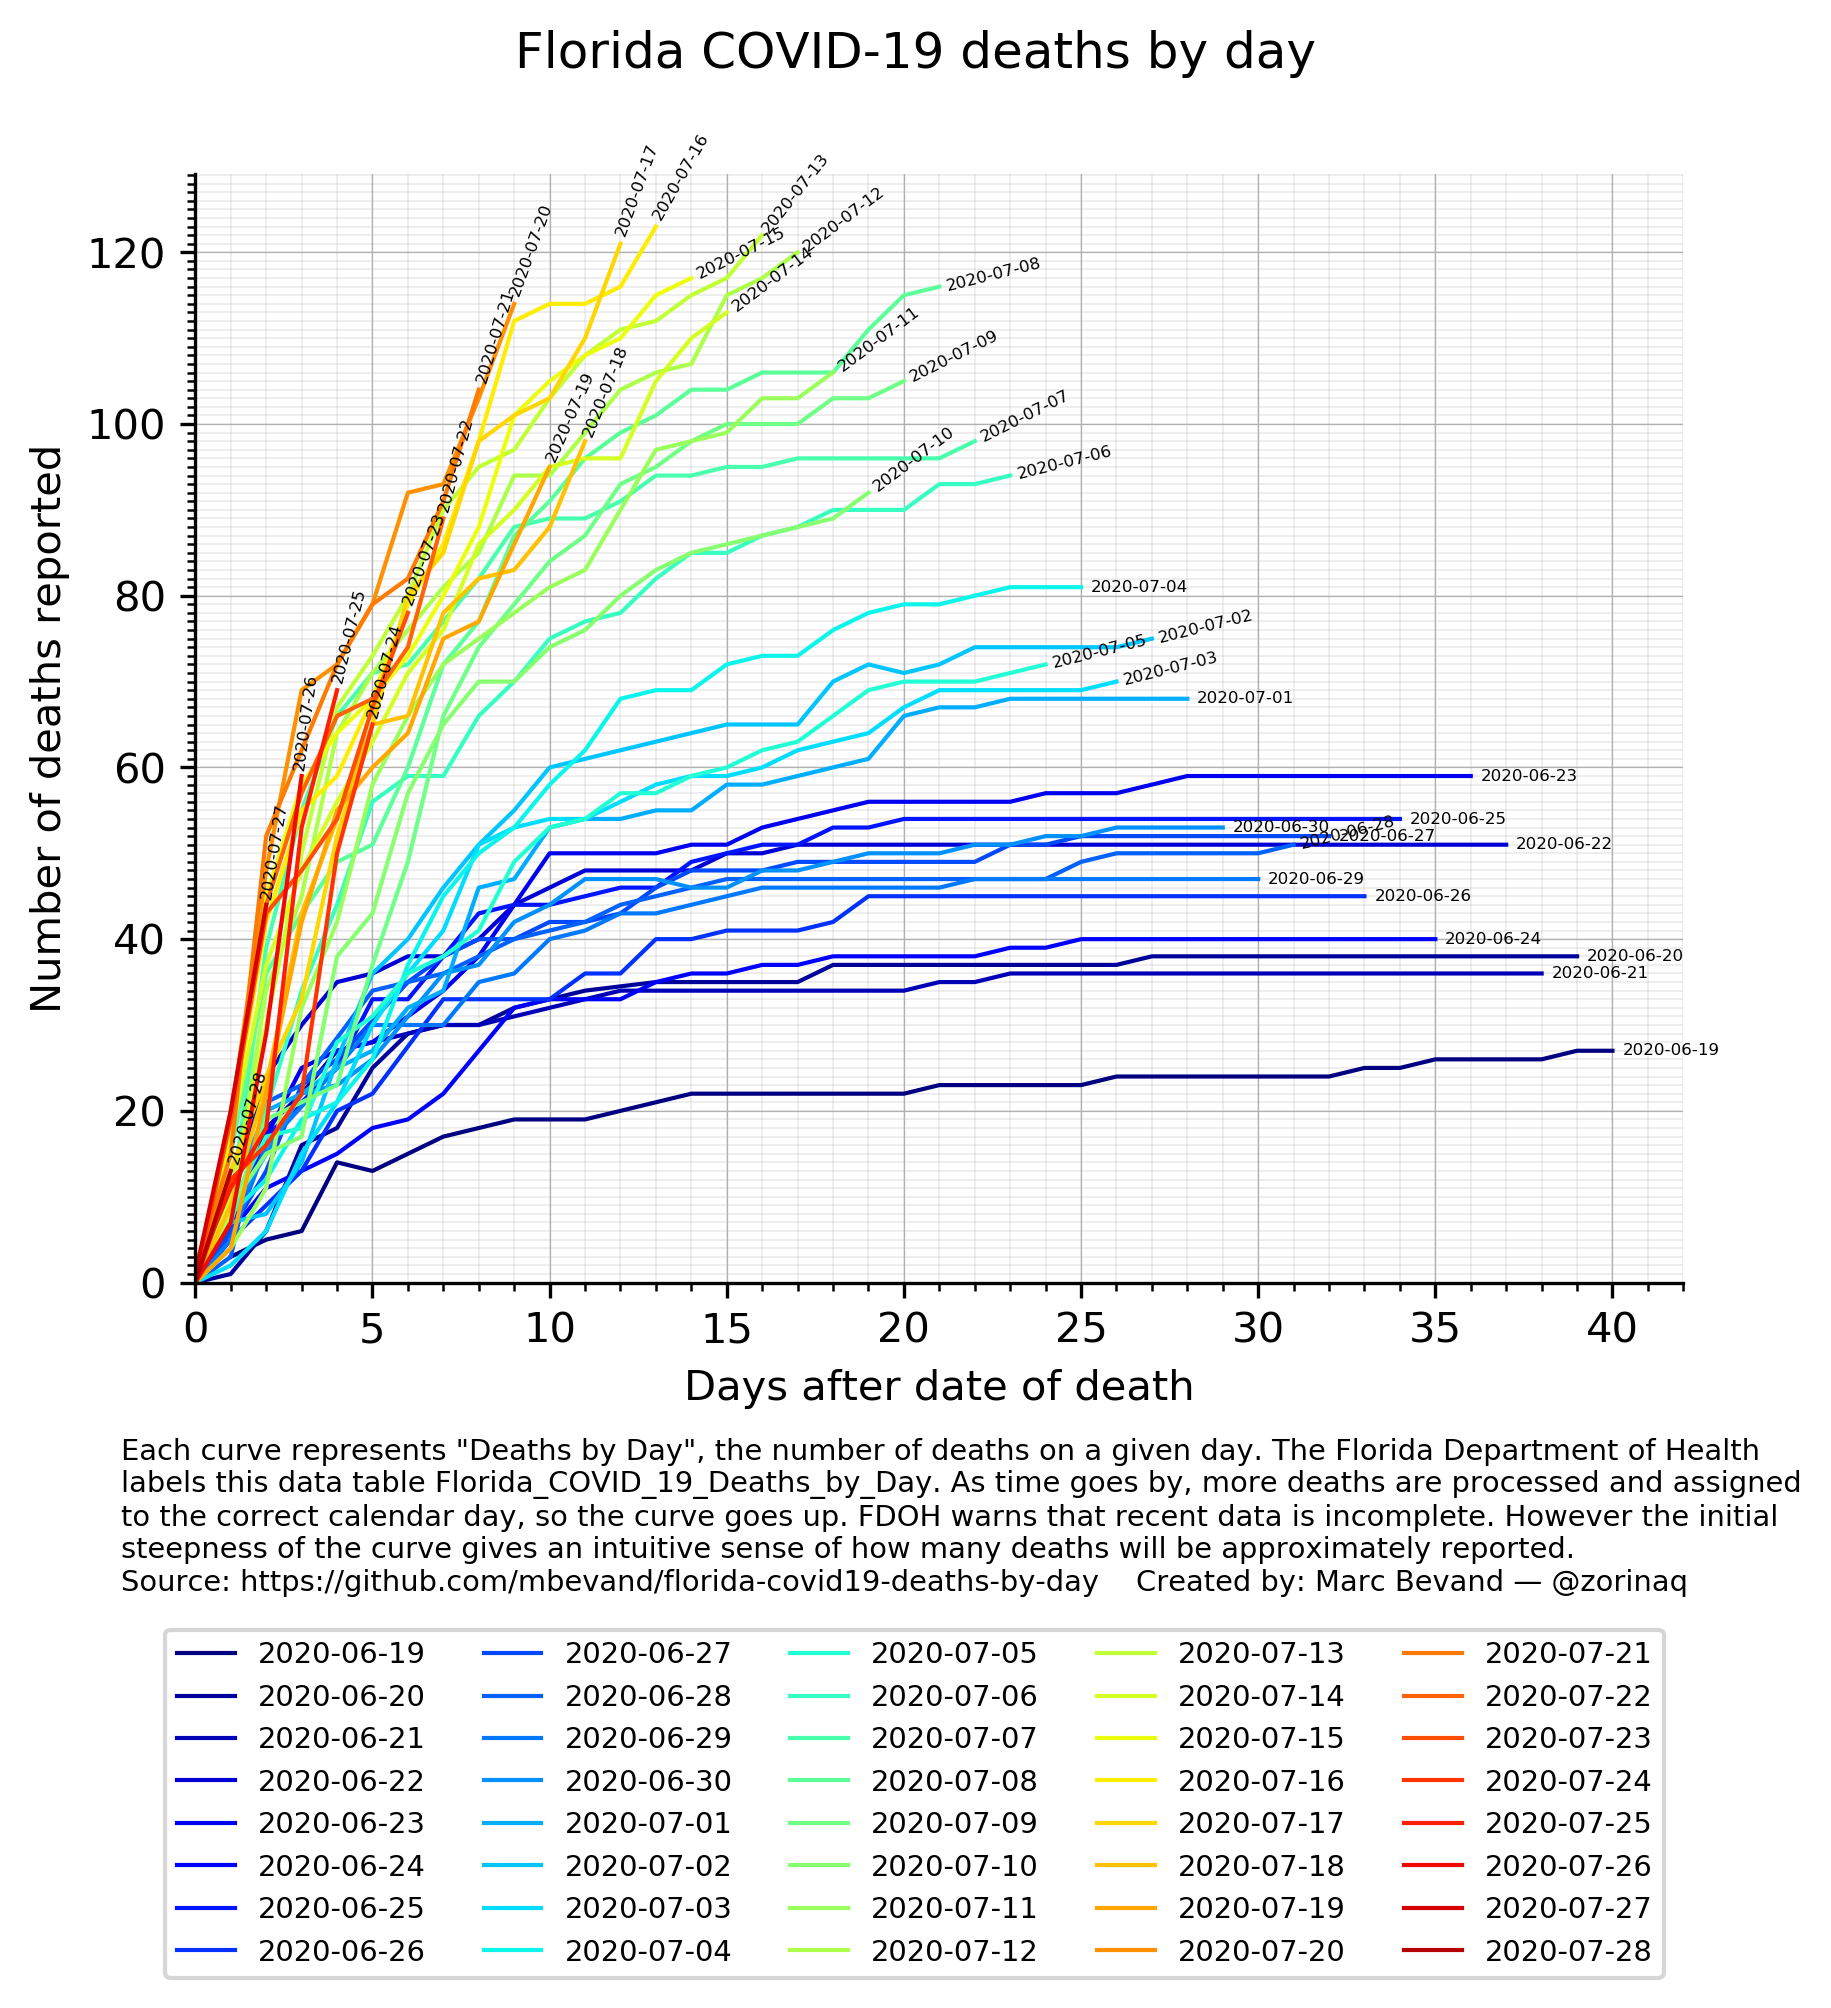 Florida COVID-19 deaths by day
2020-07-17
2020-07-16
2020-07-13
2020-07-12
2020-07-20
2020-07-15
2020-07-14
2020-07-08
2020-07-21
2020-07-11
2020-07-09
2020-07-18
2020-07-19
2020-07-07
2020-07-22
2020-07-10
2020-07-06
2020-07-23
2020-07-04
2020-07-25
2020-07-02
2020-07-24
2020-07-05
2020-07-03
2020-07-26
2020-07-01
2020-06-23
2020-07-27
2020-06-25
2020-06-30
2020-06-28
2020-06-27
2020-06-22
2020-06-29
2020-06-26
2020-06-24
2020-06-20
2020-06-21
2020-07-28
2020-06-19
120
100
80
60
40
20
0
Number of deaths reported
0 5 10 15 20 25 30 35 40
Days after date of death
Each curve represents "Deaths by Day", the number of deaths on a given day. The Florida Department of Health
labels this data table Florida_COVID_19_Deaths_by_Day. As time goes by, more deaths are processed and assigned
to the correct calendar day, so the curve goes up. FDOH warns that recent data is incomplete. However the initial
steepness of the curve gives an intuitive sense of how many deaths will be approximately reported.
Source: https://github.com/mbevand/florida-covid19-deaths-by-day Created by: Marc Bevand — @zorinaq
2020-06-19 2020-06-27 2020-07-05 2020-07-13 2020-07-21
2020-06-20 2020-06-28 2020-07-06 2020-07-14 2020-07-22
2020-06-21 2020-06-29 2020-07-07 2020-07-15 2020-07-23
2020-06-22 2020-06-30 2020-07-08 2020-07-16 2020-07-24
2020-06-23 2020-07-01 2020-07-09 2020-07-17 2020-07-25
2020-06-24 2020-07-02 2020-07-10 2020-07-18 2020-07-26
2020-06-25 2020-07-03 2020-07-11 2020-07-19 2020-07-27
2020-06-26 2020-07-04 2020-07-12 2020-07-20 2020-07-28